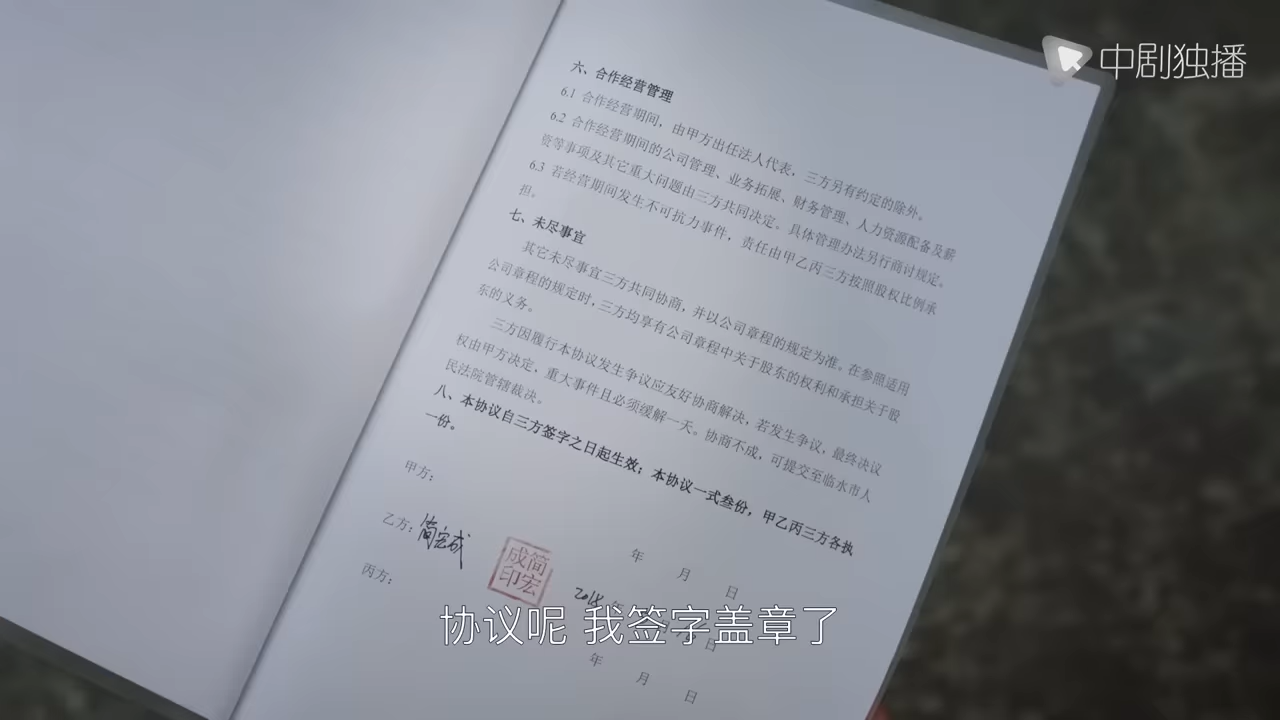 中剧独播
六、合作经营管理
6.1 合作经营期间，由甲方出任法人代表，三方另有约定的除外。
6.2 合作经营期间的公司管理、业务拓展、财务管理、人力资源配备及薪
资等事项及其它重大问题由三方共同决定。具体管理办法另行商讨规定。
6.3 若经营期间发生不可抗力事件，责任由甲乙丙三方按照股权比例承
担。
七、未尽事宜
其它未尽事宜三方共同协商，并以公司章程的规定为准。在参照适用
公司章程的规定时，三方均享有公司章程中关于股东的权利和承担关于股
东的义务。
三方因履行本协议发生争议应友好协商解决，若发生争议，最终决议
权由甲方决定，重大事件且必须缓解一天。协商不成，可提交至临水市人
民法院管辖裁决。
八、本协议自三方签字之日起生效；本协议一式叁份，甲乙丙三方各执
一份。
甲方：
年 月 日
乙方：简宏成
简宏成印
年 日
丙方：
年 月 日
协议呢 我签字盖章了